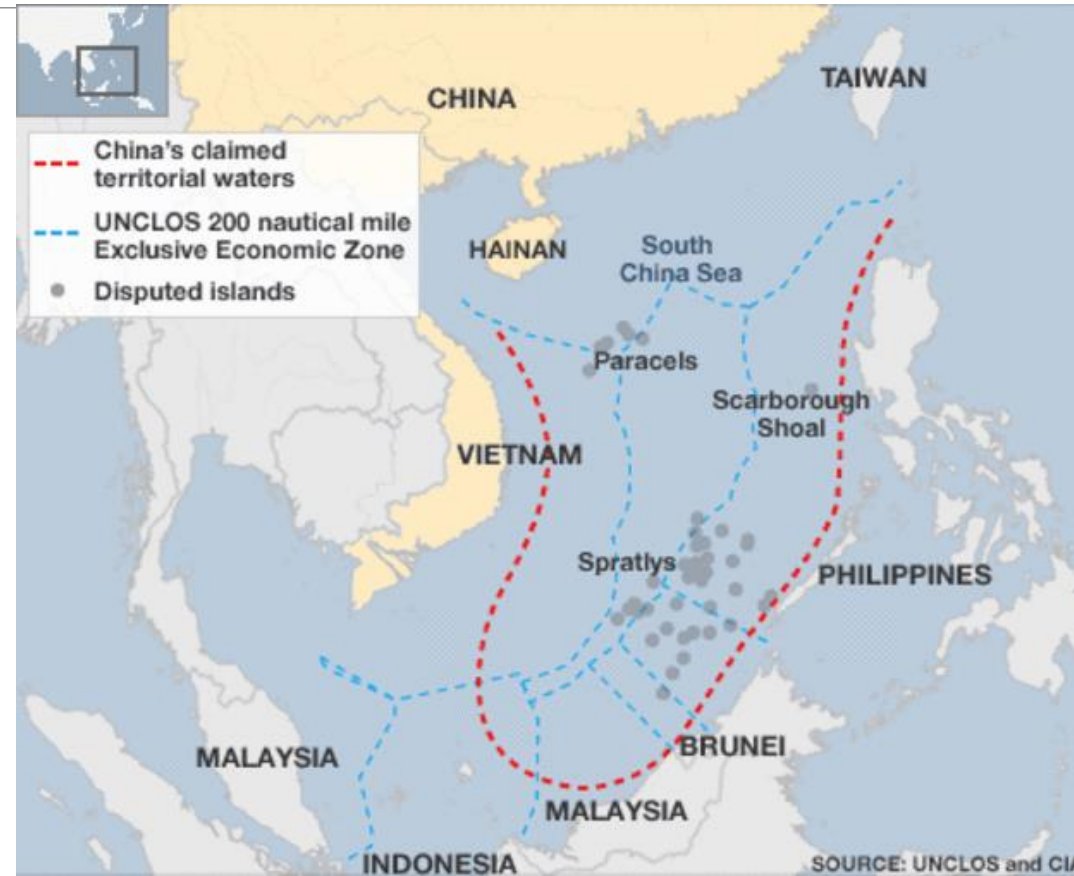 CHINA
TAIWAN
China's claimed
territorial waters
UNCLOS 200 nautical mile
Exclusive Economic Zone
Disputed islands
HAINAN
South
China Sea
Paracels
Scarborough
Shoal
VIETNAM
Spratlys
PHILIPPINES
MALAYSIA
BRUNEI
MALAYSIA
INDONESIA
SOURCE: UNCLOS and CIA